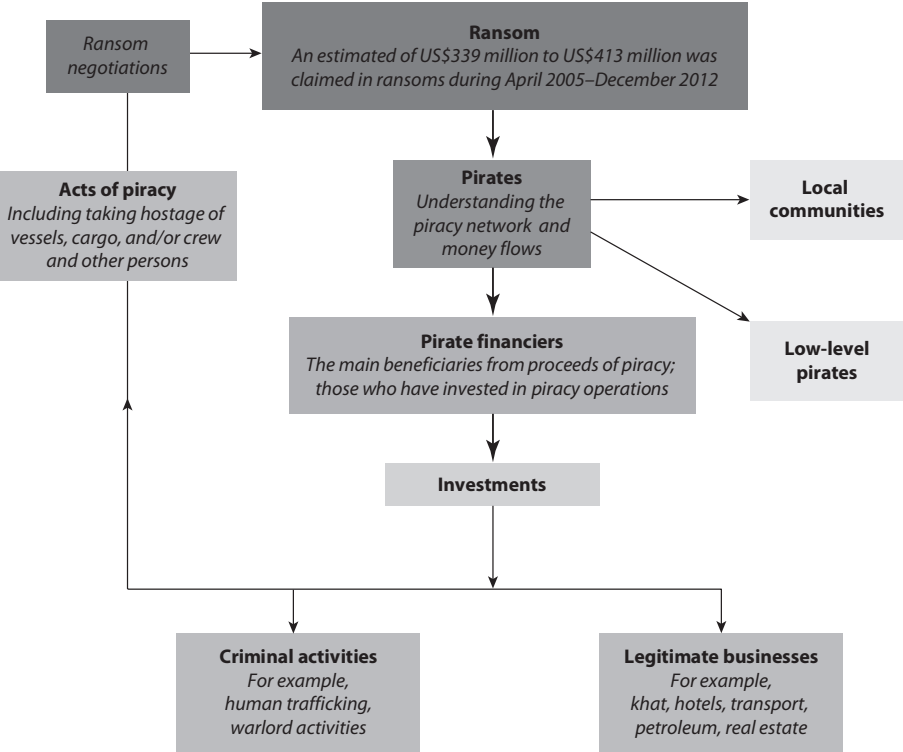 Ransom
negotiations
Ransom
An estimated of US$339 million to US$413 million was
claimed in ransoms during April 2005–December 2012
Acts of piracy
Including taking hostage of
vessels, cargo, and/or crew
and other persons
Pirates
Understanding the
piracy network and
money flows
Local
communities
Low-level
pirates
Pirate financiers
The main beneficiaries from proceeds of piracy;
those who have invested in piracy operations
Investments
Criminal activities
For example,
human trafficking,
warlord activities
Legitimate businesses
For example,
khat, hotels, transport,
petroleum, real estate